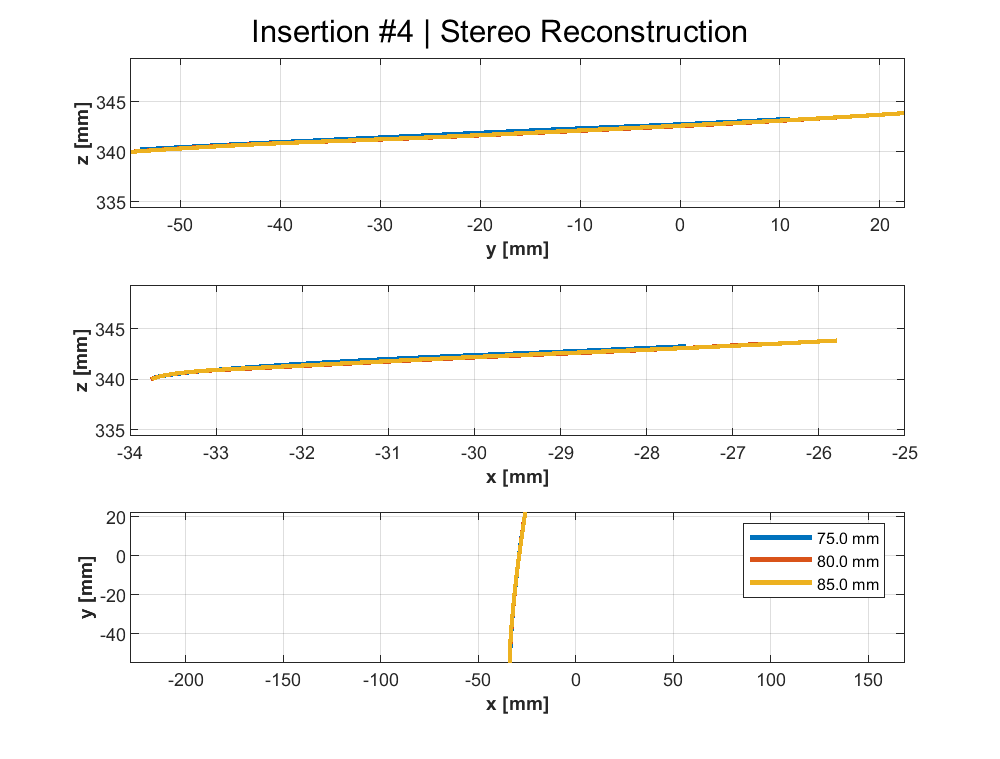 Insertion #4 | Stereo Reconstruction
345
340
335
z [mm]
-50 -40 -30 -20 -10 0 10 20
y [mm]
345
340
335
z [mm]
-34 -33 -32 -31 -30 -29 -28 -27 -26 -25
x [mm]
20
0
-20
-40
y [mm]
75.0 mm
80.0 mm
85.0 mm
-200 -150 -100 -50 0 50 100 150
x [mm]